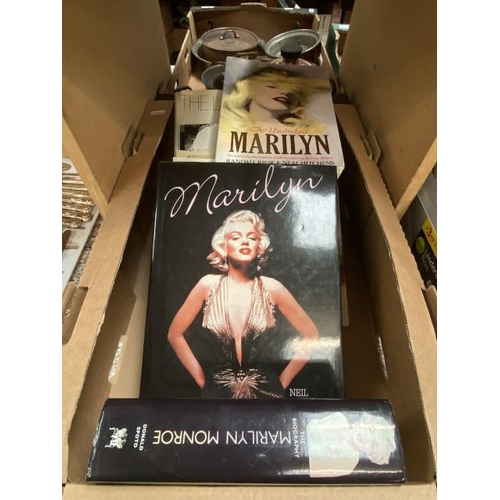 THE
The Unabridged
MARILYN
RANDALL RIESE & NEAL HITCHENS
Marilyn
NEIL
THE
BIOGRAPHY
MARILYN MONROE
DONALD
SPOTO